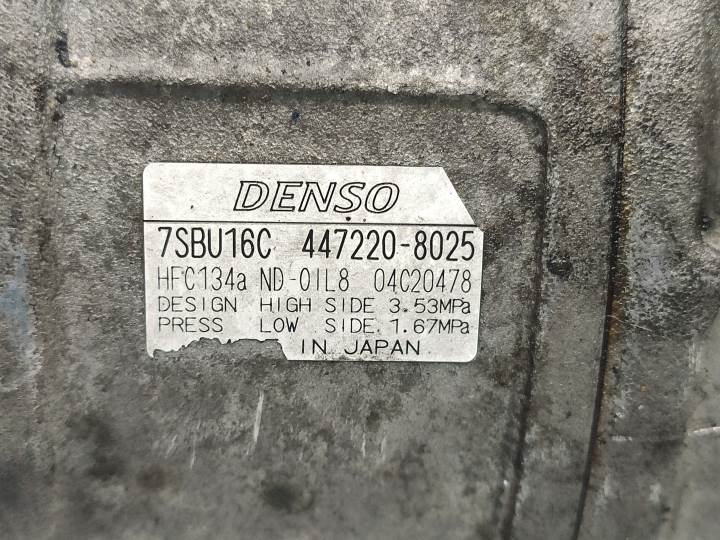 DENSO
7SBU16C 447220-8025
HFC134a ND-OIL8 04C20478
DESIGN HIGH SIDE 3.53MPa
PRESS LOW SIDE 1.67MPa
IN JAPAN